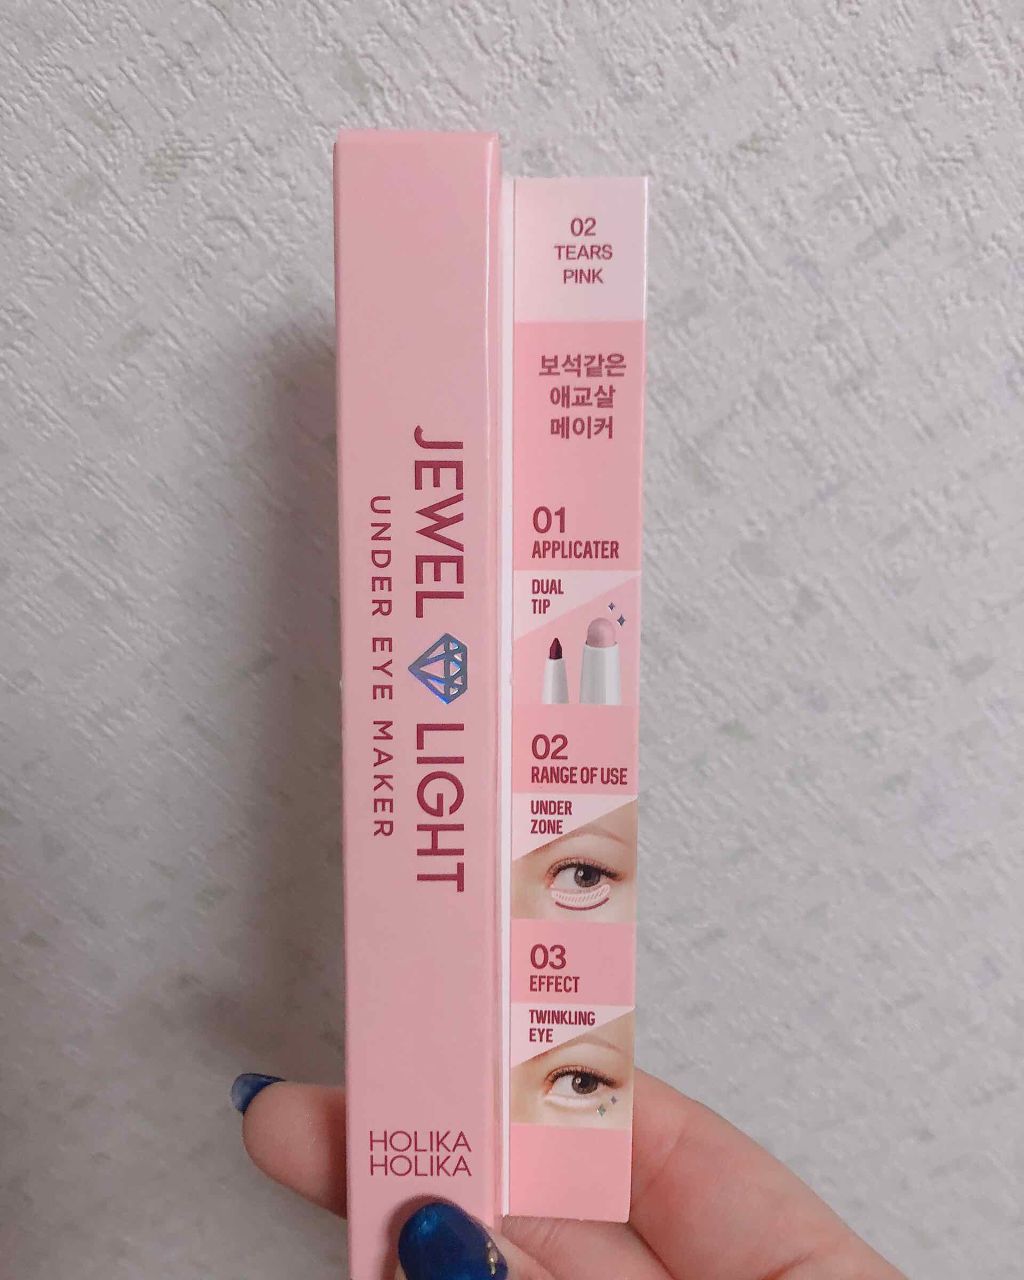 JEWEL LIGHT
UNDER EYE MAKER
HOLIKA
HOLIKA
02
TEARS
PINK
보석같은
애교살
메이커
01
APPLICATER
DUAL
TIP
02
RANGE OF USE
UNDER
ZONE
03
EFFECT
TWINKLING
EYE